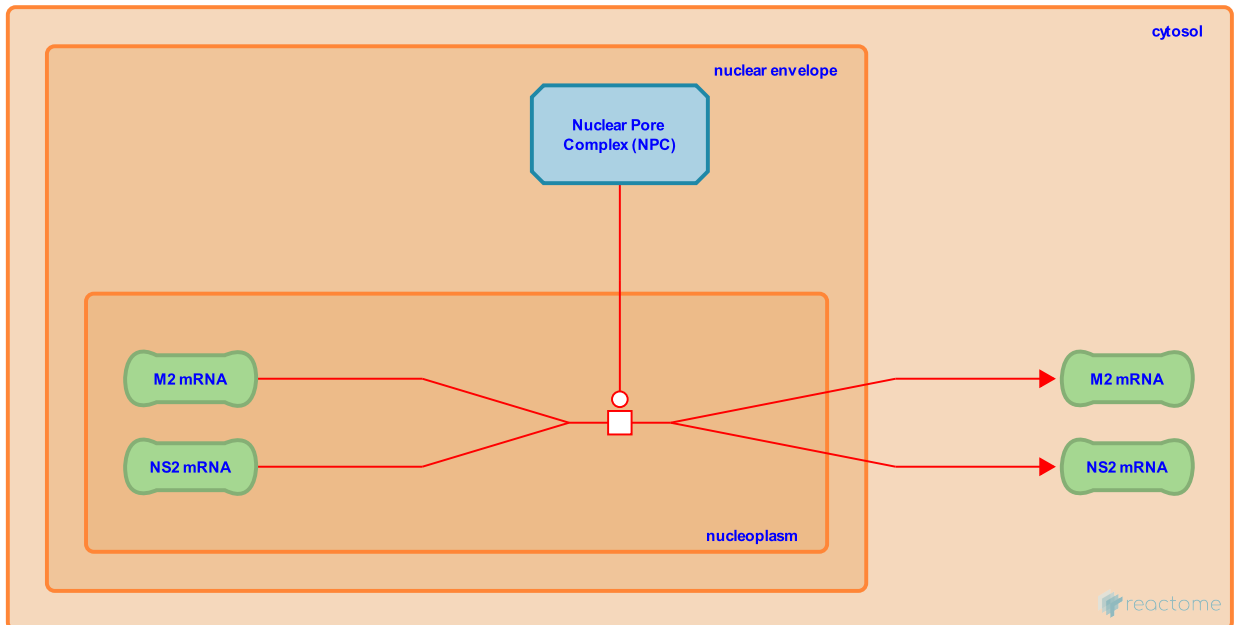 cytosol
nuclear envelope
Nuclear Pore
Complex (NPC)
M2 mRNA
M2 mRNA
NS2 mRNA
NS2 mRNA
nucleoplasm
reactome